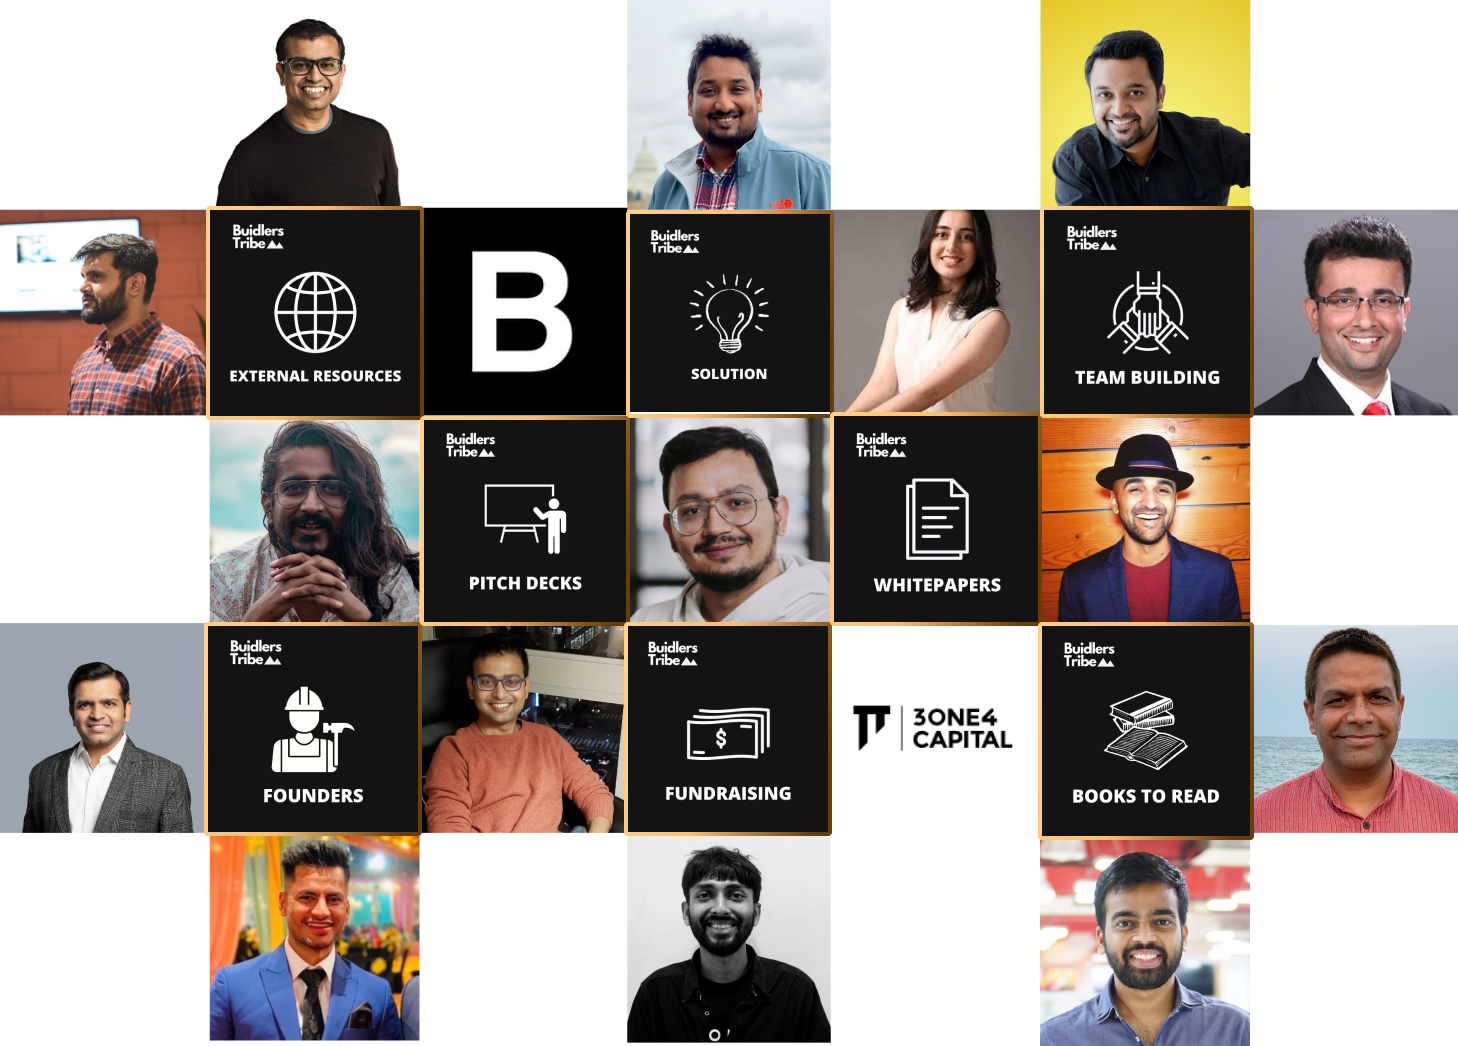 Buidlers
Tribe
EXTERNAL RESOURCES
B
Buidlers
Tribe
SOLUTION
Buidlers
Tribe
TEAM BUILDING
Buidlers
Tribe
PITCH DECKS
Buidlers
Tribe
WHITEPAPERS
Buidlers
Tribe
FOUNDERS
Buidlers
Tribe
$
FUNDRAISING
3ONE4
CAPITAL
Buidlers
Tribe
BOOKS TO READ